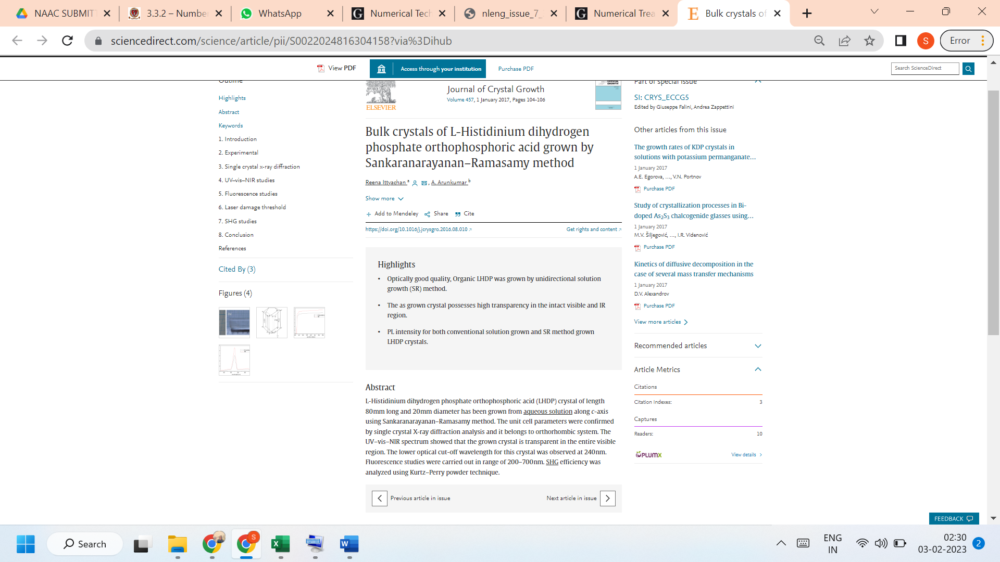 NAAC SUBMITT
3.3.2 – Number
WhatsApp
Numerical Tech
nleng_issue_7_
Numerical Trea
Bulk crystals of
sciencedirect.com/science/article/pii/S0022024816304158?via%3Dihub
S
Error
View PDF
Access through your institution
Purchase PDF
Search ScienceDirect
Outline
Highlights
Abstract
Keywords
1. Introduction
2. Experimental
3. Single crystal x-ray diffraction
4. UV–vis–NIR studies
5. Fluorescence studies
6. Laser damage threshold
7. SHG studies
8. Conclusion
References
Cited By (3)
Figures (4)
ELSEVIER
Journal of Crystal Growth
Volume 457, 1 January 2017, Pages 104-106
CRYSTAL GROWTH
Bulk crystals of L-Histidinium dihydrogen
phosphate orthophosphoric acid grown by
Sankaranarayanan–Ramasamy method
Reena Ittyachan a, A. Arunkumar b
Show more
Add to Mendeley Share Cite
https://doi.org/10.1016/j.jcrysgro.2016.08.010
Get rights and content
Highlights
• Optically good quality, Organic LHDP was grown by unidirectional solution
growth (SR) method.
• The as grown crystal possesses high transparency in the intact visible and IR
region.
• PL intensity for both conventional solution grown and SR method grown
LHDP crystals.
Abstract
L-Histidinium dihydrogen phosphate orthophosphoric acid (LHDP) crystal of length
80mm long and 20mm diameter has been grown from aqueous solution along c-axis
using Sankaranarayanan–Ramasamy method. The unit cell parameters were confirmed
by single crystal X-ray diffraction analysis and it belongs to orthorhombic system. The
UV–vis–NIR spectrum showed that the grown crystal is transparent in the entire visible
region. The lower optical cut-off wavelength for this crystal was observed at 240nm.
Fluorescence studies were carried out in range of 200–700nm. SHG efficiency was
analyzed using Kurtz–Perry powder technique.
Previous article in issue
Next article in issue
Part of special issue
SI: CRYS_ECCG5
Edited by Giuseppe Falini, Andrea Zappettini
Other articles from this issue
The growth rates of KDP crystals in
solutions with potassium permanganate…
1 January 2017
A.E. Egorova, …, V.N. Portnov
Purchase PDF
Study of crystallization processes in Bi-
doped As₂S₃ chalcogenide glasses using…
1 January 2017
M.V. Šiljegović, …, I.R. Videnović
Purchase PDF
Kinetics of diffusive decomposition in the
case of several mass transfer mechanisms
1 January 2017
D.V. Alexandrov
Purchase PDF
View more articles
Recommended articles
Article Metrics
Citations
Citation Indexes: 3
Captures
Readers: 10
PLUMX
View details
FEEDBACK
Search
S
ENG
IN
02:30
03-02-2023
2